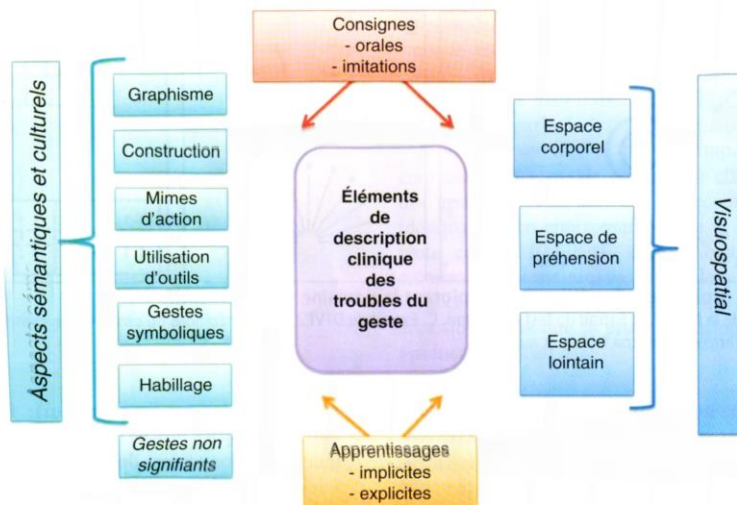 Consignes
- orales
- imitations
Aspects sémantiques et culturels
Graphisme
Construction
Mimes
d'action
Utilisation
d'outils
Gestes
symboliques
Habillage
Gestes non
signifiants
Éléments
de
description
clinique
des
troubles du
geste
Espace
corporel
Espace de
préhension
Espace
lointain
Visuospatial
Apprentissages
- implicites
- explicites